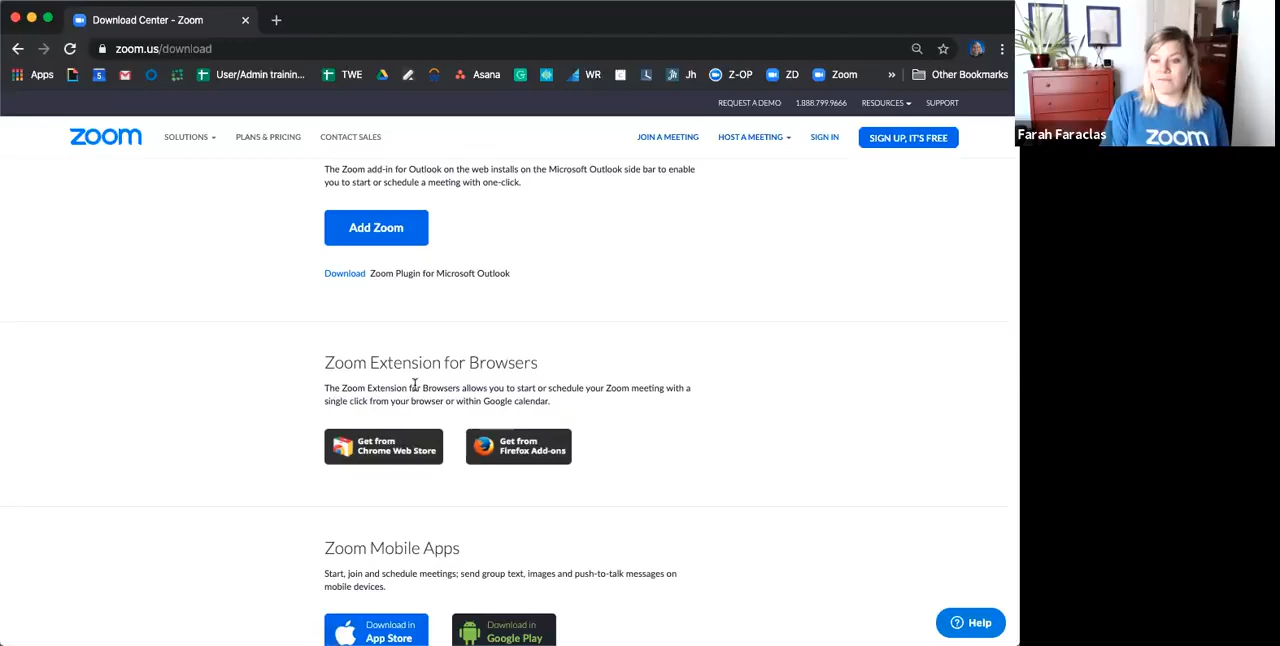 Download Center - Zoom
zoom.us/download
Apps
5
User/Admin trainin...
TWE
Asana
WR
Jh
Z-OP
ZD
Zoom
»
Other Bookmarks
REQUEST A DEMO
1.888.799.9666
RESOURCES
SUPPORT
zoom
SOLUTIONS
PLANS & PRICING
CONTACT SALES
JOIN A MEETING
HOST A MEETING
SIGN IN
SIGN UP, IT'S FREE
Farah Faraclas
zoom
The Zoom add-in for Outlook on the web installs on the Microsoft Outlook side bar to enable
you to start or schedule a meeting with one-click.
Add Zoom
Download Zoom Plugin for Microsoft Outlook
Zoom Extension for Browsers
The Zoom Extension for Browsers allows you to start or schedule your Zoom meeting with a
single click from your browser or within Google calendar.
Get from
Chrome Web Store
Get from
Firefox Add-ons
Zoom Mobile Apps
Start, join and schedule meetings; send group text, images and push-to-talk messages on
mobile devices.
Download in
App Store
Download in
Google Play
Help